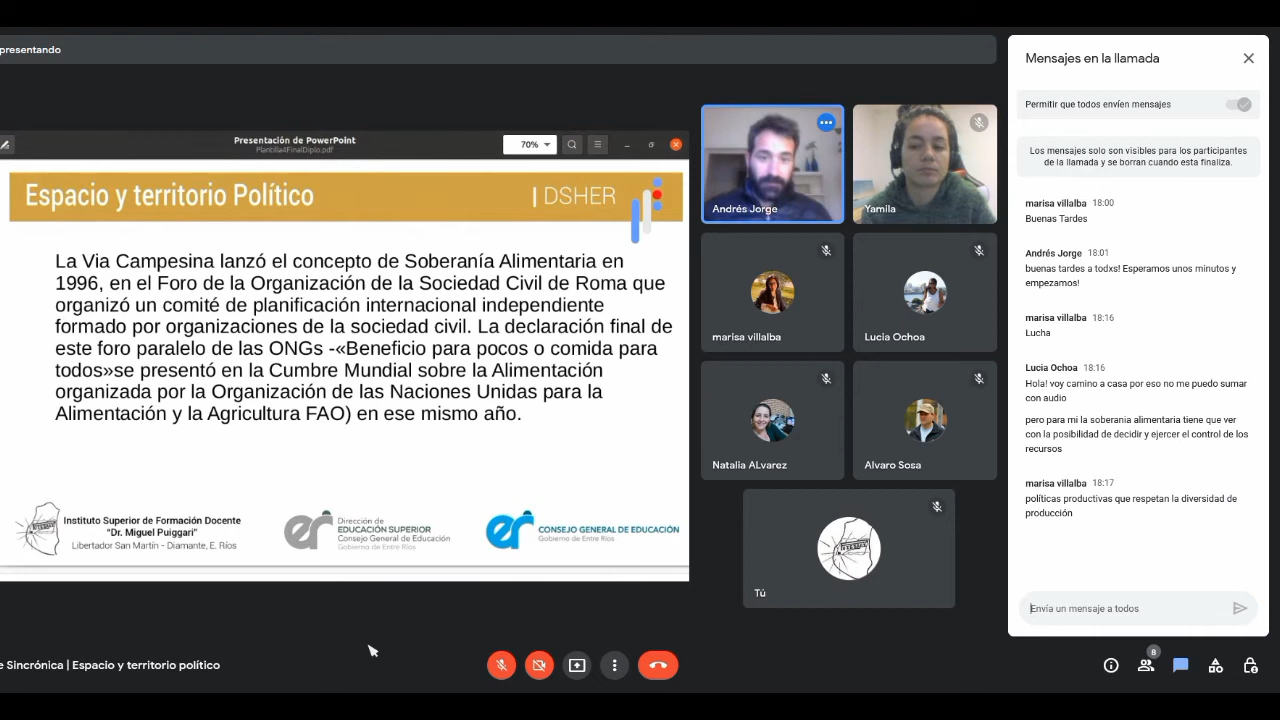 presentando
Presentación de PowerPoint
Plantilla4FinalDiplo.pdf
70%
Espacio y territorio Político
| DSHER
La Via Campesina lanzó el concepto de Soberanía Alimentaria en
1996, en el Foro de la Organización de la Sociedad Civil de Roma que
organizó un comité de planificación internacional independiente
formado por organizaciones de la sociedad civil. La declaración final de
este foro paralelo de las ONGs -«Beneficio para pocos o comida para
todos»se presentó en la Cumbre Mundial sobre la Alimentación
organizada por la Organización de las Naciones Unidas para la
Alimentación y la Agricultura FAO) en ese mismo año.
Instituto Superior de Formación Docente
"Dr. Miguel Puiggari"
Libertador San Martín - Diamante, E. Ríos
er
Dirección de
EDUCACIÓN SUPERIOR
Consejo General de Educación
Gobierno de Entre Ríos
er
CONSEJO GENERAL DE EDUCACIÓN
Gobierno de Entre Ríos
Andrés Jorge
Yamila
marisa villalba
Lucia Ochoa
Natalia ALvarez
Alvaro Sosa
Tú
Mensajes en la llamada
Permitir que todos envíen mensajes
Los mensajes solo son visibles para los participantes
de la llamada y se borran cuando esta finaliza.
marisa villalba 18:00
Buenas Tardes
Andrés Jorge 18:01
buenas tardes a todxs! Esperamos unos minutos y
empezamos!
marisa villalba 18:16
Lucha
Lucia Ochoa 18:16
Hola! voy camino a casa por eso no me puedo sumar
con audio
pero para mi la soberania alimentaria tiene que ver
con la posibilidad de decidir y ejercer el control de los
recursos
marisa villalba 18:17
políticas productivas que respetan la diversidad de
producción
Envía un mensaje a todos
e Sincrónica | Espacio y territorio político
8